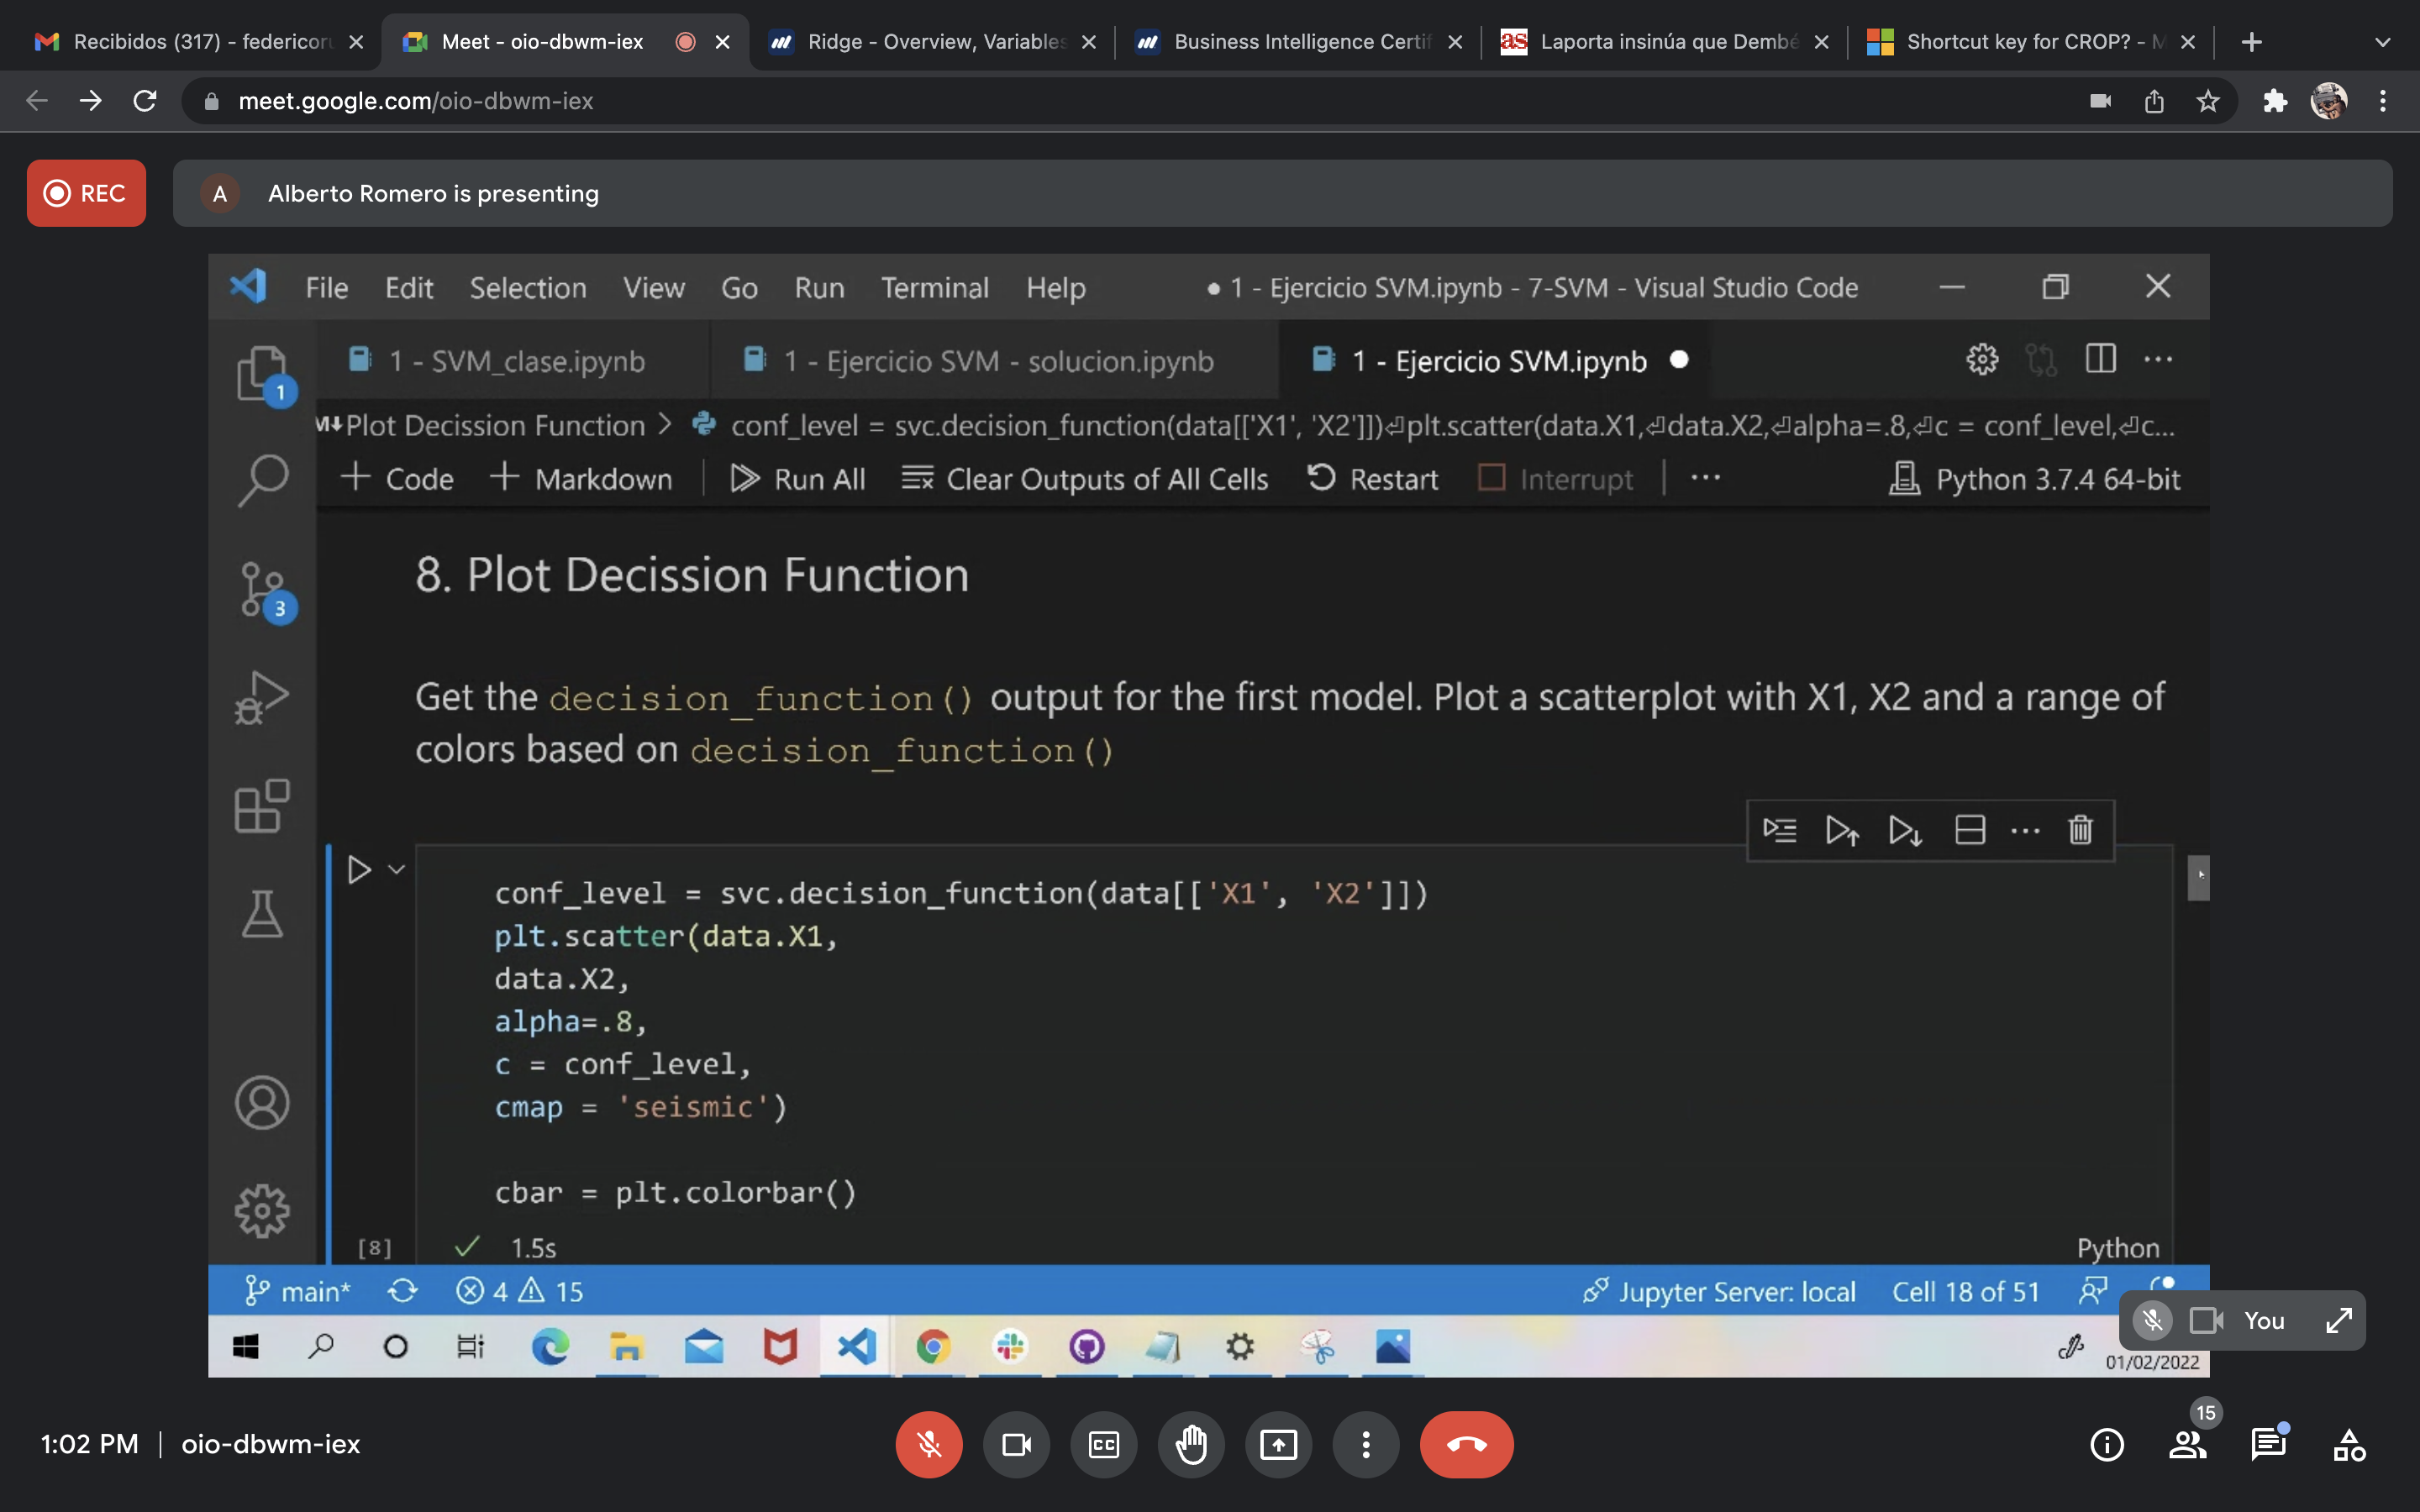 Recibidos (317) - federicor
Meet - oio-dbwm-iex
Ridge - Overview, Variables
Business Intelligence Certif
as
Laporta insinúa que Dembé
Shortcut key for CROP? - M
meet.google.com/oio-dbwm-iex
REC
A
Alberto Romero is presenting
File Edit Selection View Go Run Terminal Help
● 1 - Ejercicio SVM.ipynb - 7-SVM - Visual Studio Code
1 - SVM_clase.ipynb
1 - Ejercicio SVM - solucion.ipynb
1 - Ejercicio SVM.ipynb
1
M↓Plot Decission Function > conf_level = svc.decision_function(data[['X1', 'X2']])⏎plt.scatter(data.X1,⏎data.X2,⏎alpha=.8,⏎c = conf_level,⏎c...
+ Code + Markdown Run All Clear Outputs of All Cells Restart Interrupt ... Python 3.7.4 64-bit
8. Plot Decission Function
3
Get the decision_function() output for the first model. Plot a scatterplot with X1, X2 and a range of
colors based on decision_function()
conf_level = svc.decision_function(data[['X1', 'X2']])
plt.scatter(data.X1,
data.X2,
alpha=.8,
c = conf_level,
cmap = 'seismic')
cbar = plt.colorbar()
[8] ✓ 1.5s Python
main* 4 15 Jupyter Server: local Cell 18 of 51
You
01/02/2022
1:02 PM | oio-dbwm-iex
CC
15